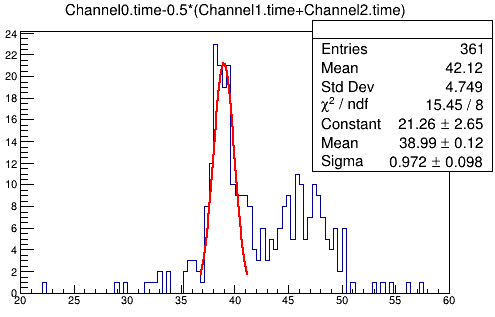 Channel0.time-0.5*(Channel1.time+Channel2.time)
Entries 361
Mean 42.12
Std Dev 4.749
χ² / ndf 15.45 / 8
Constant 21.26 ± 2.65
Mean 38.99 ± 0.12
Sigma 0.972 ± 0.098
24
22
20
18
16
14
12
10
8
6
4
2
0
20 25 30 35 40 45 50 55 60